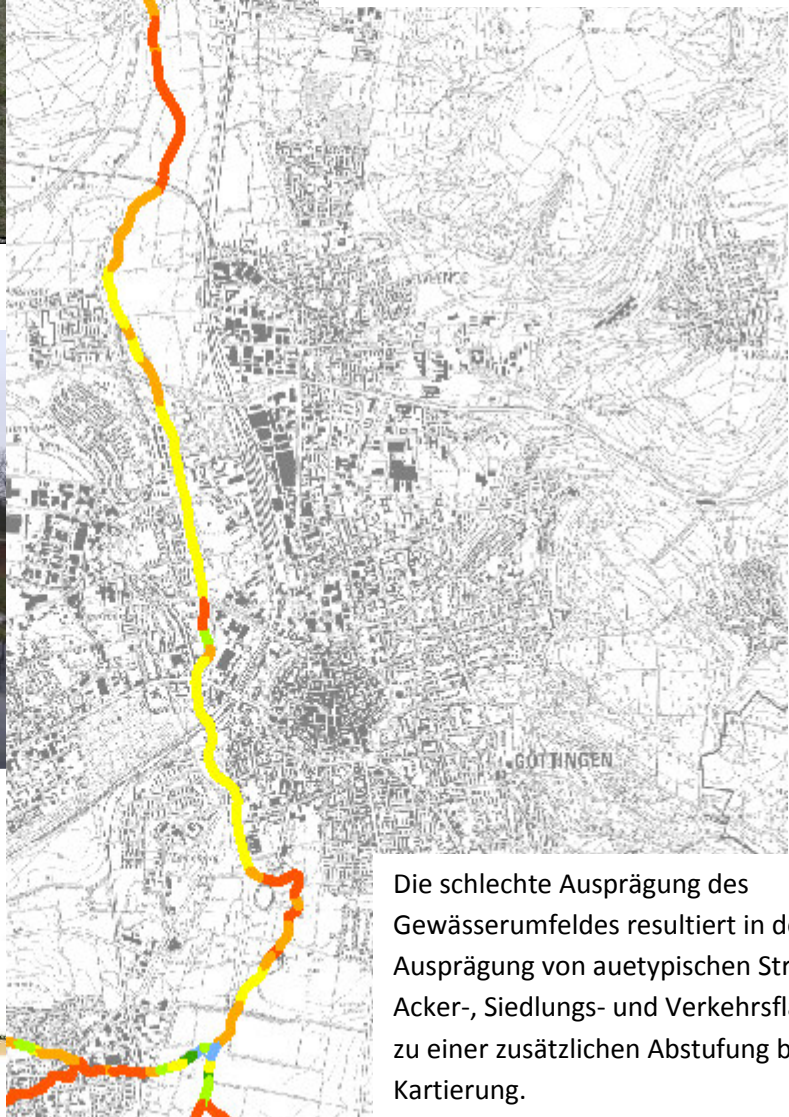 GÖTTINGEN
Die schlechte Ausprägung des
Gewässerumfeldes resultiert in
Ausprägung von auetypischen
Acker-, Siedlungs- und
zu einer zusätzlichen Abstufung
Kartierung.